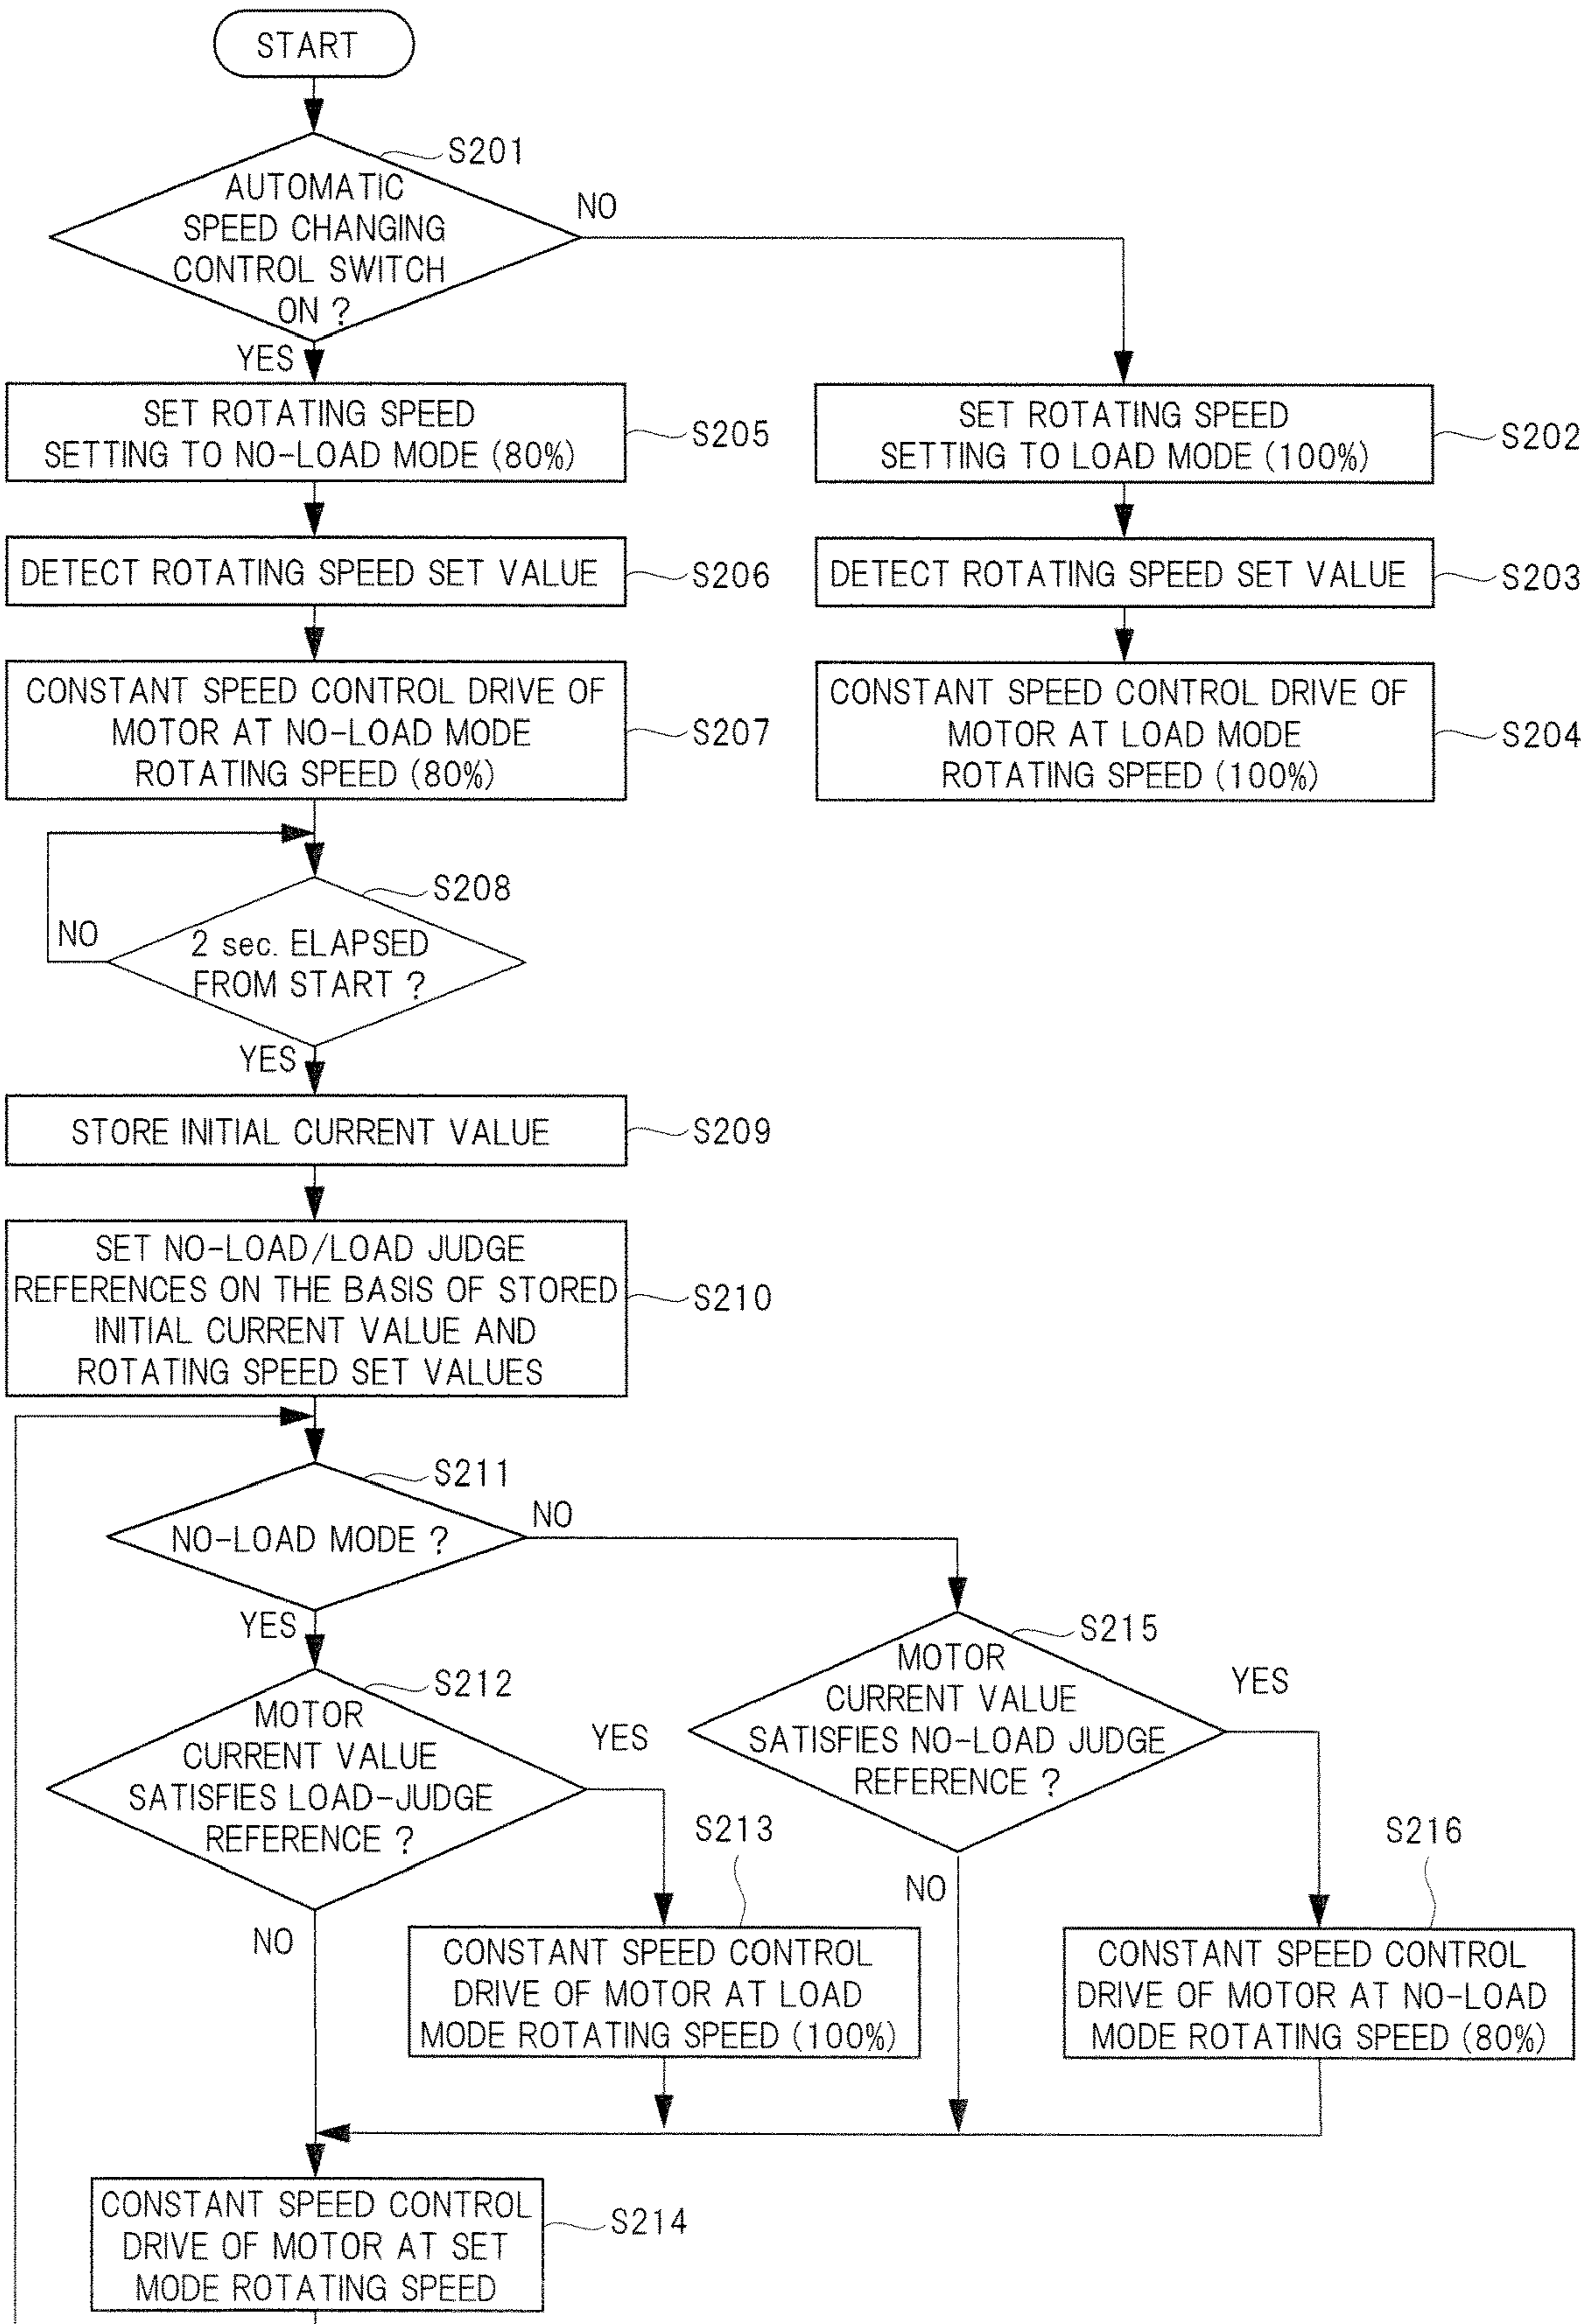 START
S201
AUTOMATIC
SPEED CHANGING
CONTROL SWITCH
ON ?
NO
YES
SET ROTATING SPEED
SETTING TO NO-LOAD MODE (80%)
S205
SET ROTATING SPEED
SETTING TO LOAD MODE (100%)
S202
DETECT ROTATING SPEED SET VALUE
S206
DETECT ROTATING SPEED SET VALUE
S203
CONSTANT SPEED CONTROL DRIVE OF
MOTOR AT NO-LOAD MODE
ROTATING SPEED (80%)
S207
CONSTANT SPEED CONTROL DRIVE OF
MOTOR AT LOAD MODE
ROTATING SPEED (100%)
S204
S208
NO
2 sec. ELAPSED
FROM START ?
YES
STORE INITIAL CURRENT VALUE
S209
SET NO-LOAD/LOAD JUDGE
REFERENCES ON THE BASIS OF STORED
INITIAL CURRENT VALUE AND
ROTATING SPEED SET VALUES
S210
S211
NO-LOAD MODE ?
NO
YES
S212
MOTOR
CURRENT VALUE
SATISFIES LOAD-JUDGE
REFERENCE ?
YES
NO
S215
MOTOR
CURRENT VALUE
SATISFIES NO-LOAD JUDGE
REFERENCE ?
YES
NO
S213
CONSTANT SPEED CONTROL
DRIVE OF MOTOR AT LOAD
MODE ROTATING SPEED (100%)
S216
CONSTANT SPEED CONTROL
DRIVE OF MOTOR AT NO-LOAD
MODE ROTATING SPEED (80%)
CONSTANT SPEED CONTROL
DRIVE OF MOTOR AT SET
MODE ROTATING SPEED
S214